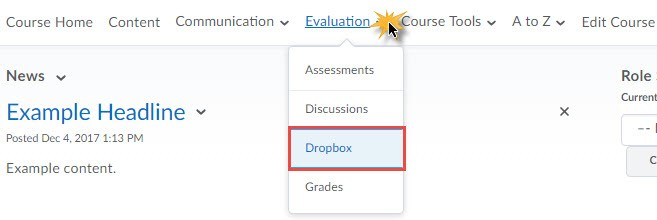 Course Home Content Communication Evaluation Course Tools A to Z Edit Course
Assessments
Discussions
Dropbox
Grades
News
Example Headline
Posted Dec 4, 2017 1:13 PM
Example content.
Role
Current
--
C